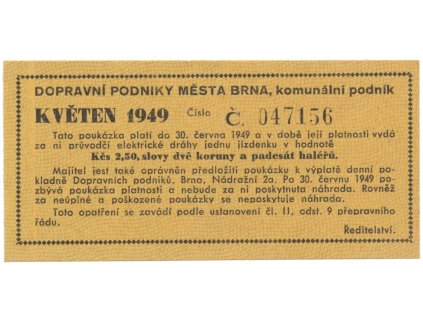 DOPRAVNÍ PODNIKY MĚSTA BRNA, komunální podnik
KVĚTEN 1949 Číslo Č. 047156
Tato poukázka platí do 30. června 1949 a v době její platnosti vydá
za ni průvodčí elektrické dráhy jednu jízdenku v hodnotě
Kčs 2,50, slovy dvě koruny a padesát haléřů.
Majitel jest také oprávněn předložiti poukázku k výplatě denní po-
kladně Dopravních podniků, Brno, Nádražní 2a. Po 30. červnu 1949 po-
zbývá poukázka platnosti a nebude za ni poskytnuta náhrada. Rovněž
za neúplné a poškozené poukázky se neposkytuje náhrada.
Toto opatření se zavádí podle ustanovení čl. II, odst. 9 přepravního
řádu.
Ředitelství.